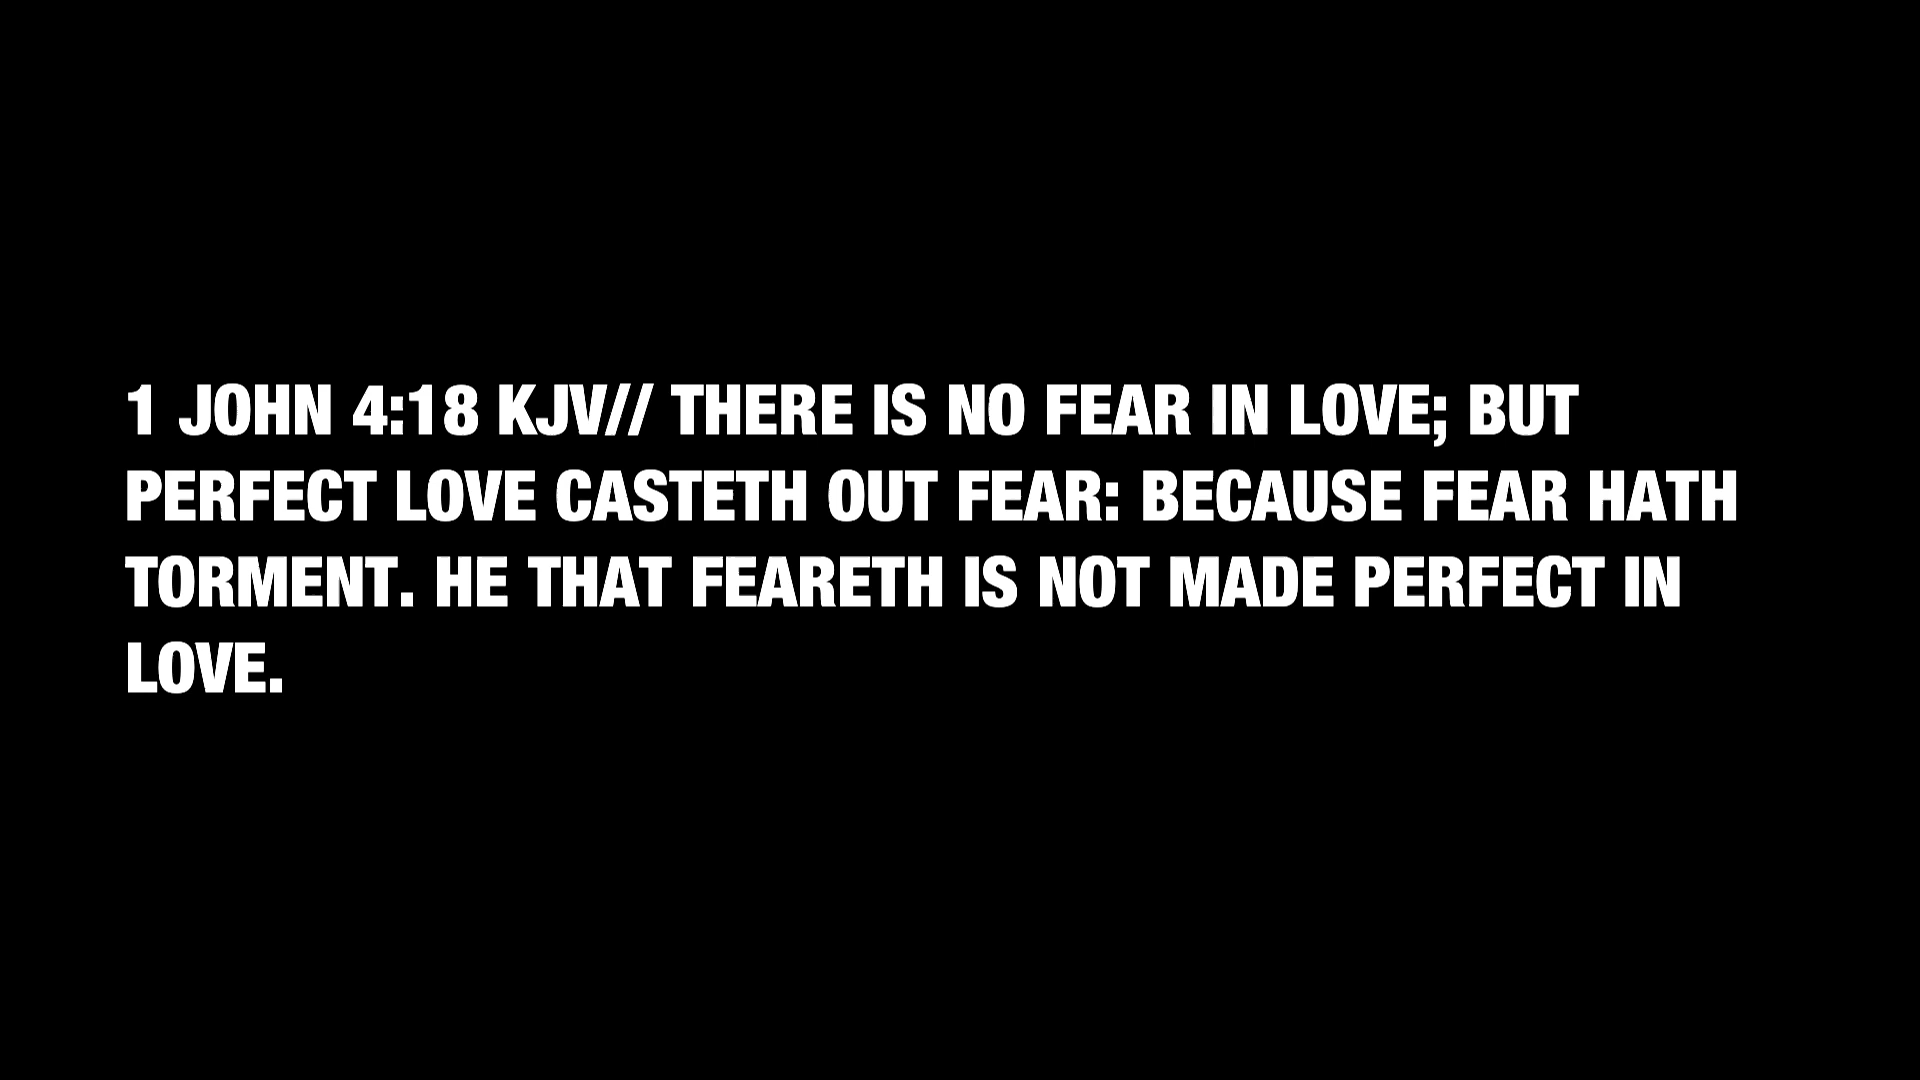 1 JOHN 4:18 KJV// THERE IS NO FEAR IN LOVE; BUT
PERFECT LOVE CASTETH OUT FEAR: BECAUSE FEAR HATH
TORMENT. HE THAT FEARETH IS NOT MADE PERFECT IN
LOVE.